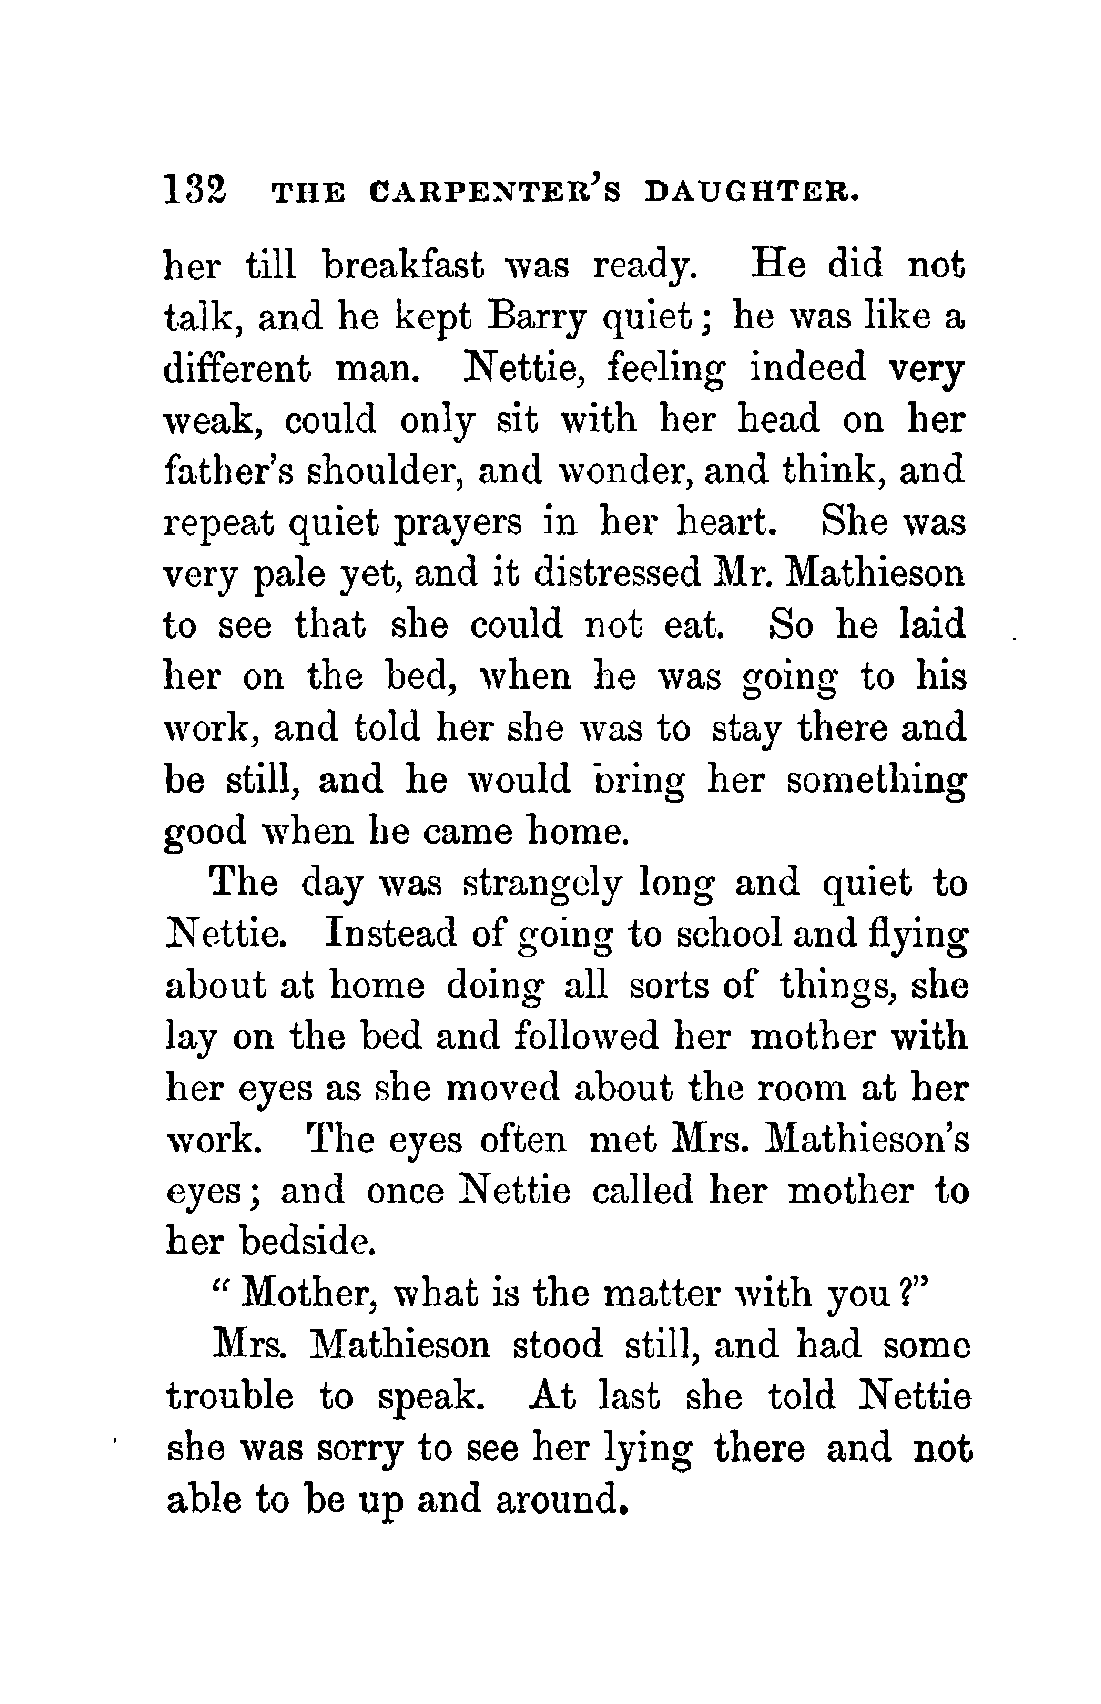 132 THE CARPENTER'S DAUGHTER.
her till breakfast was ready. He did not
talk, and he kept Barry quiet; he was like a
different man. Nettie, feeling indeed very
weak, could only sit with her head on her
father's shoulder, and wonder, and think, and
repeat quiet prayers in her heart. She was
very pale yet, and it distressed Mr. Mathieson
to see that she could not eat. So he laid
her on the bed, when he was going to his
work, and told her she was to stay there and
be still, and he would bring her something
good when he came home.
The day was strangely long and quiet to
Nettie. Instead of going to school and flying
about at home doing all sorts of things, she
lay on the bed and followed her mother with
her eyes as she moved about the room at her
work. The eyes often met Mrs. Mathieson's
eyes; and once Nettie called her mother to
her bedside.
"Mother, what is the matter with you?"
Mrs. Mathieson stood still, and had some
trouble to speak. At last she told Nettie
she was sorry to see her lying there and not
able to be up and around.